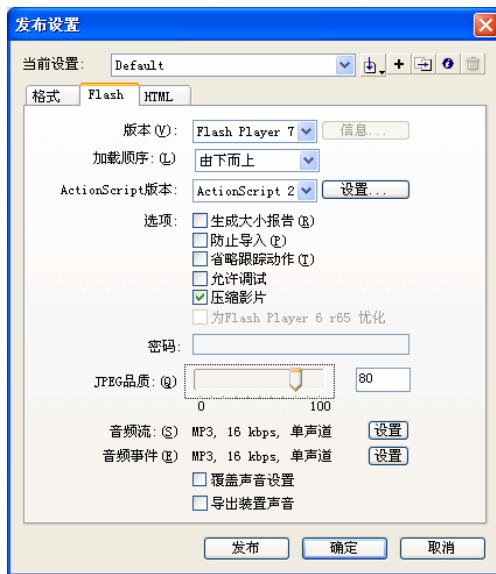 发布设置
当前设置: Default
格式 Flash HTML
版本(V): Flash Player 7 信息...
加载顺序:(L) 由下而上
ActionScript版本: ActionScript 2 设置...
选项: 生成大小报告(R)
防止导入(P)
省略跟踪动作(T)
允许调试
压缩影片
为Flash Player 6 r65 优化
密码:
JPEG品质:(Q) 80
0 100
音频流:(S) MP3, 16 kbps, 单声道 设置
音频事件(E) MP3, 16 kbps, 单声道 设置
覆盖声音设置
导出装置声音
发布 确定 取消